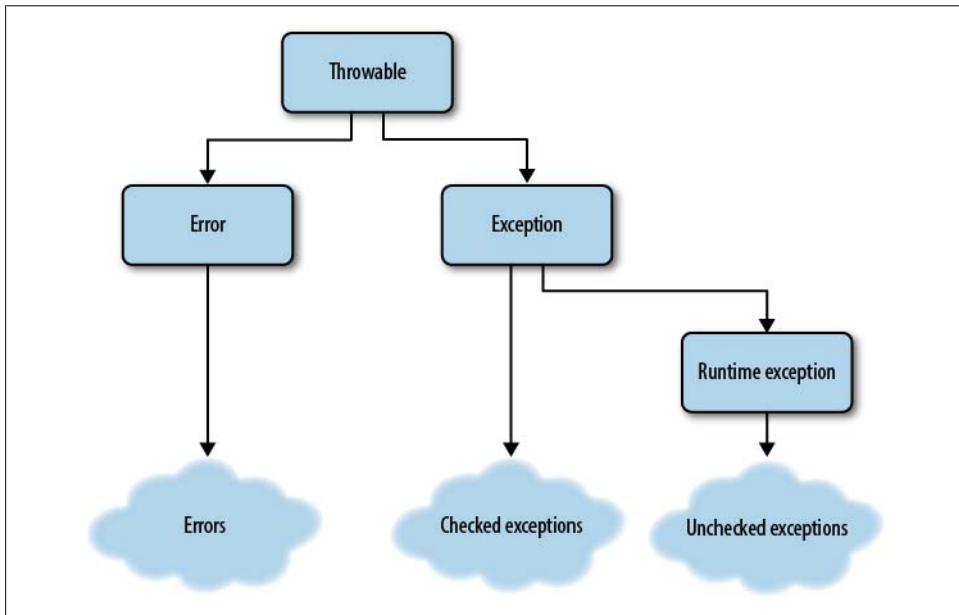 Throwable
Error
Exception
Runtime exception
Errors
Checked exceptions
Unchecked exceptions